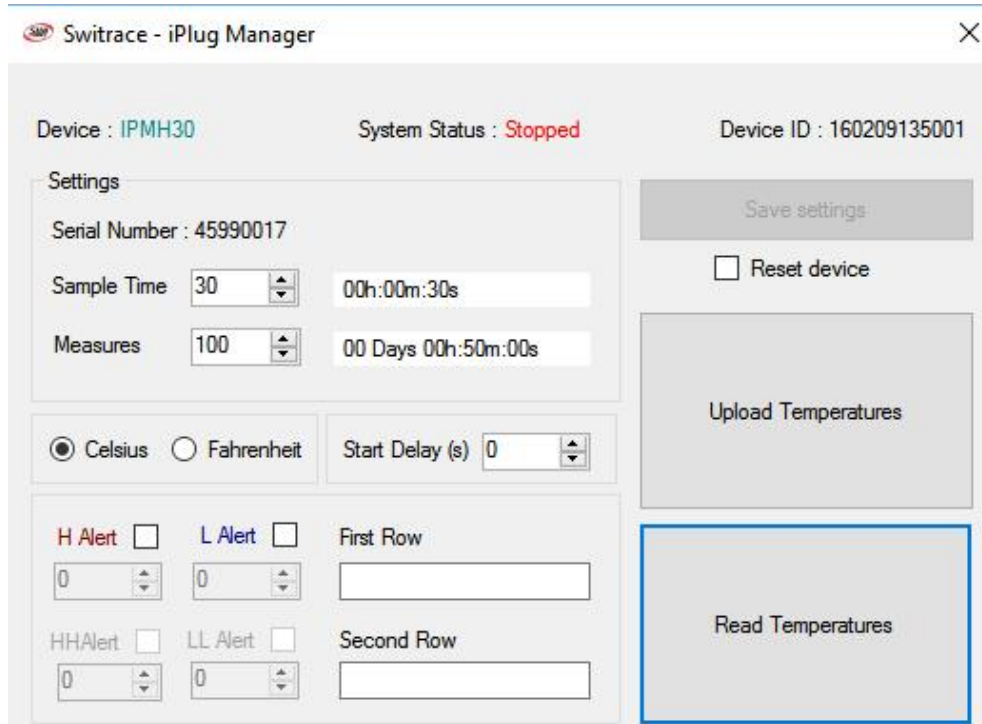 Switrace - iPlug Manager
Device : IPMH30 System Status : Stopped Device ID : 160209135001
Settings
Serial Number : 45990017
Sample Time 30 00h:00m:30s
Measures 100 00 Days 00h:50m:00s
Save settings
Reset device
Upload Temperatures
Celsius Fahrenheit Start Delay (s) 0
H Alert L Alert First Row
0 0
HHAlert LL Alert Second Row
0 0
Read Temperatures